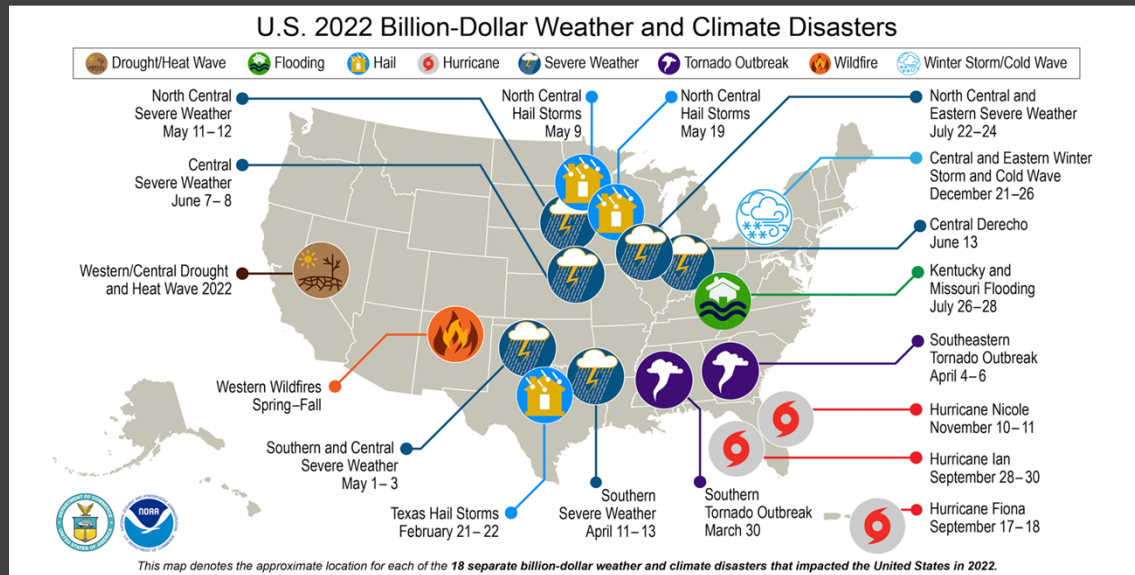 U.S. 2022 Billion-Dollar Weather and Climate Disasters
Drought/Heat Wave
Flooding
Hail
Hurricane
Severe Weather
Tornado Outbreak
Wildfire
Winter Storm/Cold Wave
North Central
Severe Weather
May 11–12
North Central
Hail Storms
May 9
North Central
Hail Storms
May 19
North Central and
Eastern Severe Weather
July 22–24
Central
Severe Weather
June 7–8
Central and Eastern Winter
Storm and Cold Wave
December 21–26
Central Derecho
June 13
Western/Central Drought
and Heat Wave 2022
Kentucky and
Missouri Flooding
July 26–28
Southeastern
Tornado Outbreak
April 4–6
Western Wildfires
Spring–Fall
Hurricane Nicole
November 10–11
Southern and Central
Severe Weather
May 1–3
Hurricane Ian
September 28–30
Texas Hail Storms
February 21–22
Southern
Severe Weather
April 11–13
Southern
Tornado Outbreak
March 30
Hurricane Fiona
September 17–18
NOAA
This map denotes the approximate location for each of the 18 separate billion-dollar weather and climate disasters that impacted the United States in 2022.